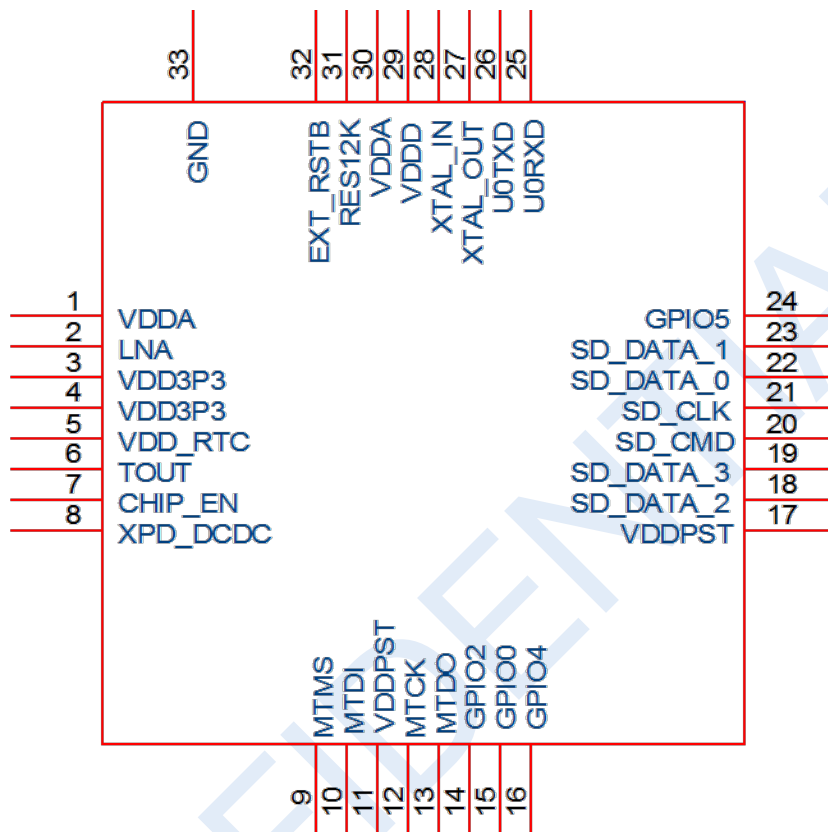 33
32
31
30
29
28
27
26
25
GND
EXT_RSTB
RES12K
VDDA
VDDD
XTAL_IN
XTAL_OUT
U0TXD
U0RXD
1 VDDA
2 LNA
3 VDD3P3
4 VDD3P3
5 VDD_RTC
6 TOUT
7 CHIP_EN
8 XPD_DCDC
GPIO5 24
SD_DATA_1 23
SD_DATA_0 22
SD_CLK 21
SD_CMD 20
SD_DATA_3 19
SD_DATA_2 18
VDDPST 17
MTMS
MTDI
VDDPST
MTCK
MTDO
GPIO2
GPIO0
GPIO4
9
10
11
12
13
14
15
16
FIDENTIA